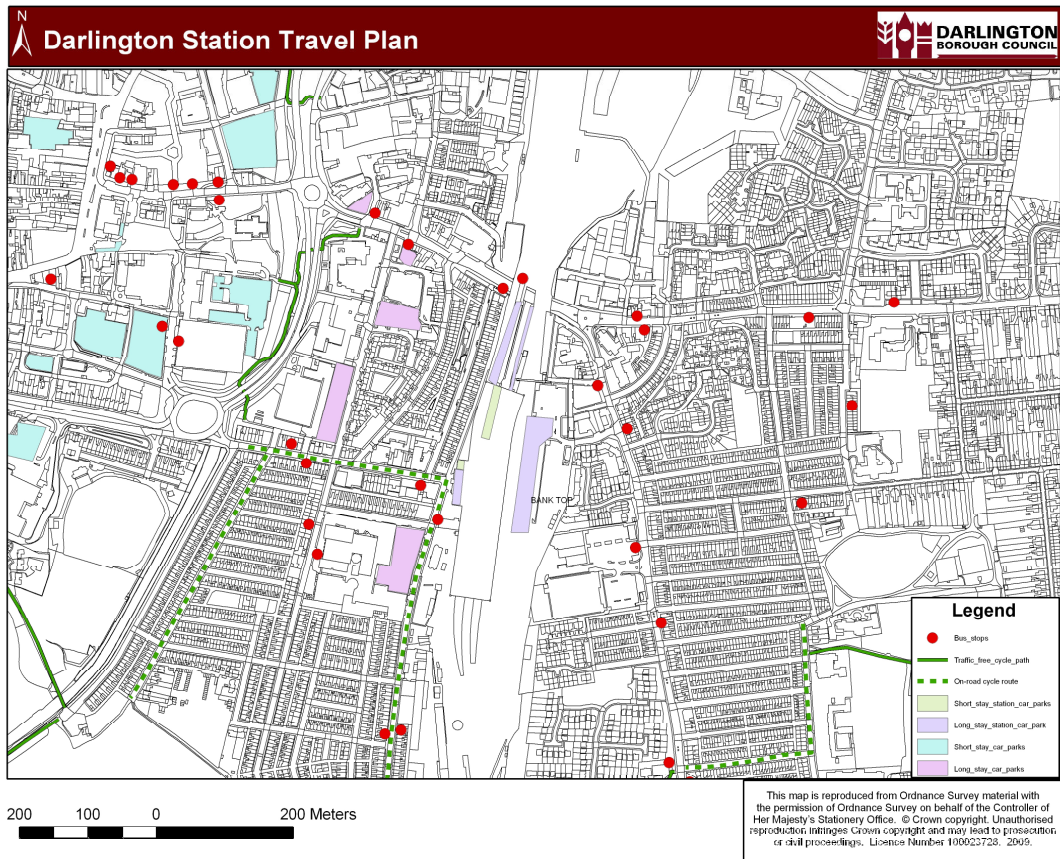 N
Darlington Station Travel Plan
DARLINGTON
BOROUGH COUNCIL
BANK TOP
Legend
Bus_stops
Traffic_free_cycle_path
On-road cycle route
Short_stay_station_car_parks
Long_stay_station_car_park
Short_stay_car_parks
Long_stay_car_parks
200 100 0 200 Meters
This map is reproduced from Ordnance Survey material with
the permission of Ordnance Survey on behalf of the Controller of
Her Majesty's Stationery Office. © Crown copyright. Unauthorised
reproduction infringes Crown copyright and may lead to prosecution
or civil proceedings. Licence Number 100023728. 2009.